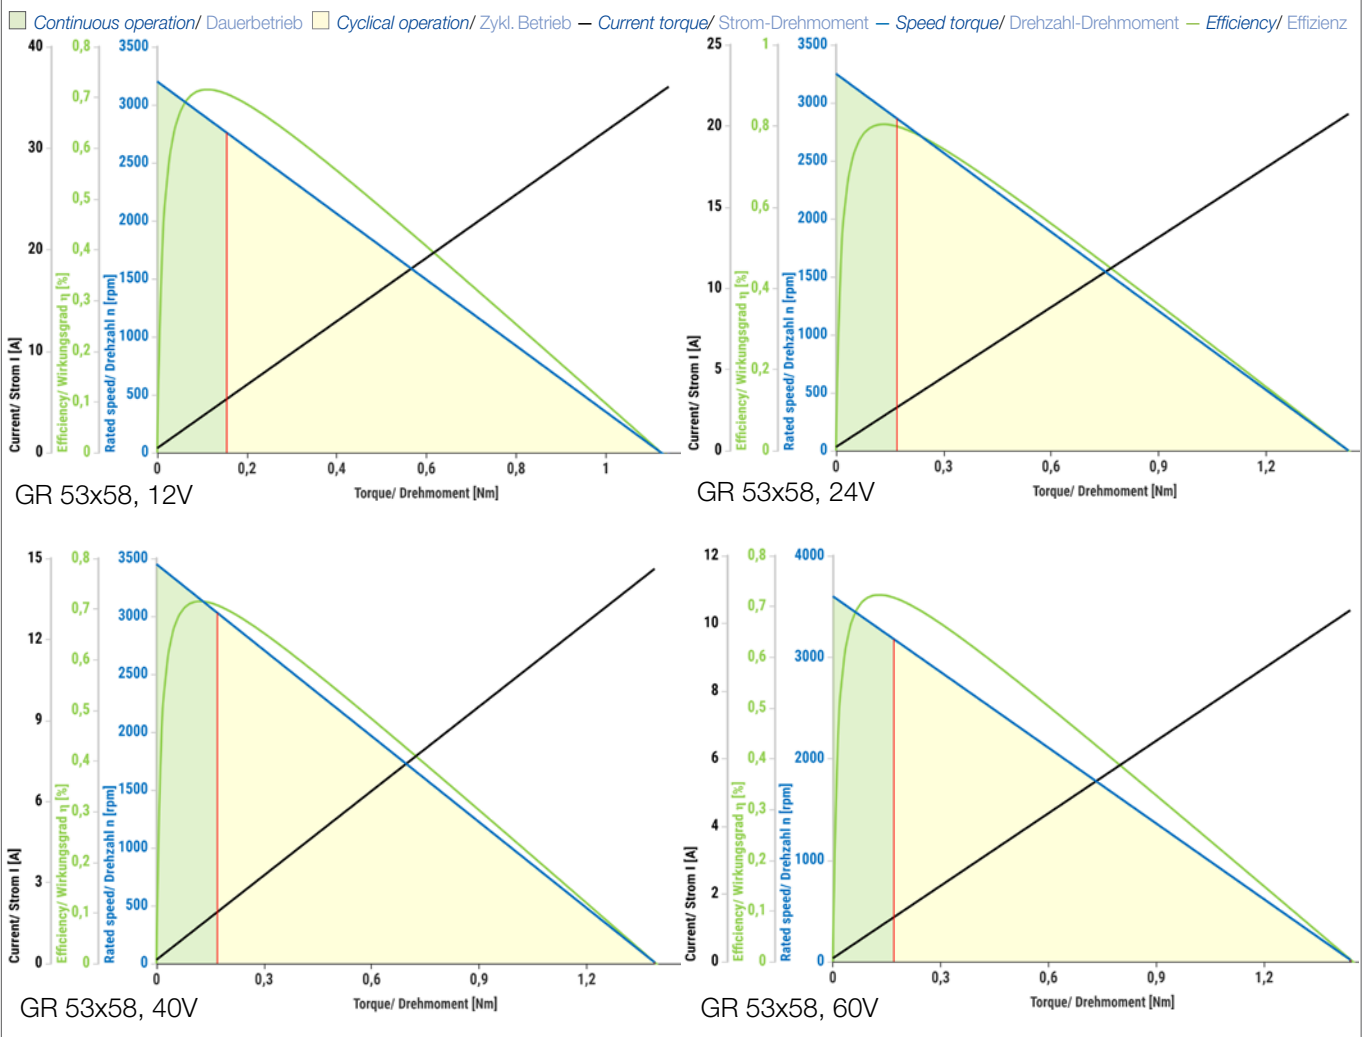 Continuous operation/ Dauerbetrieb Cyclical operation/ Zykl. Betrieb – Current torque/ Strom-Drehmoment – Speed torque/ Drehzahl-Drehmoment – Efficiency/ Effizienz
40 0,8 3500
0,7 3000
30 0,6 2500
0,5 2000
20 0,4 1500
0,3
1000
10 0,2
0,1 500
0 0 0
Current/ Strom I [A]
Efficiency/ Wirkungsgrad η [%]
Rated speed/ Drehzahl n [rpm]
0 0,2 0,4 0,6 0,8 1
Torque/ Drehmoment [Nm]
GR 53x58, 12V
25 1 3500
3000
20 0,8
2500
15 0,6 2000
1500
10 0,4
1000
5 0,2 500
0 0 0
Current/ Strom I [A]
Efficiency/ Wirkungsgrad η [%]
Rated speed/ Drehzahl n [rpm]
0 0,3 0,6 0,9 1,2
Torque/ Drehmoment [Nm]
GR 53x58, 24V
15 0,8 3500
0,7 3000
12 0,6 2500
9 0,5 2000
0,4
6 0,3 1500
1000
3 0,2
0,1 500
0 0 0
Current/ Strom I [A]
Efficiency/ Wirkungsgrad η [%]
Rated speed/ Drehzahl n [rpm]
0 0,3 0,6 0,9 1,2
Torque/ Drehmoment [Nm]
GR 53x58, 40V
12 0,8 4000
10 0,7
0,6 3000
8 0,5
6 0,4 2000
4 0,3
2 0,2 1000
0,1
0 0 0
Current/ Strom I [A]
Efficiency/ Wirkungsgrad η [%]
Rated speed/ Drehzahl n [rpm]
0 0,3 0,6 0,9 1,2
Torque/ Drehmoment [Nm]
GR 53x58, 60V